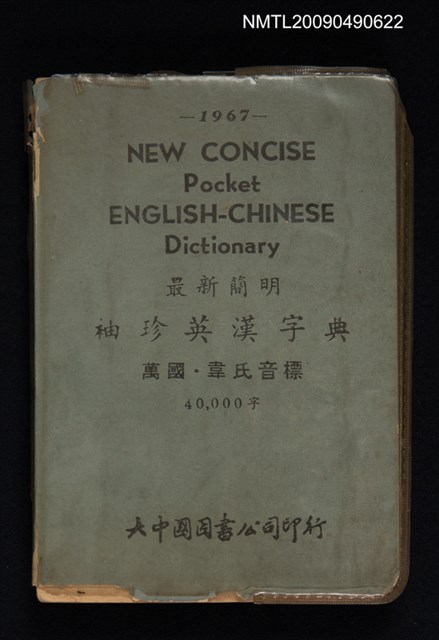 NMTL20090490622
—1967—
NEW CONCISE
Pocket
ENGLISH-CHINESE
Dictionary
最新簡明
袖珍英漢字典
萬國·韋氏音標
40,000字
大中國图書公司印行